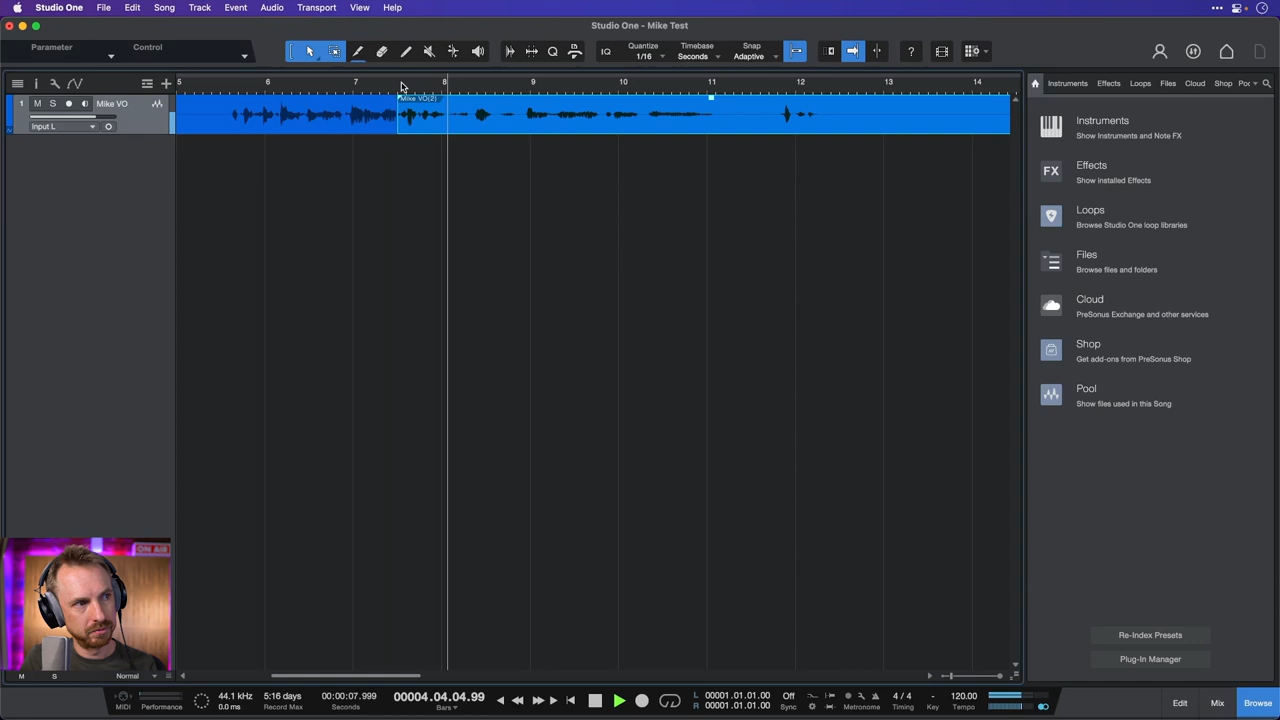 Studio One File Edit Song Track Event Audio Transport View Help
Studio One - Mike Test
Parameter Control
IQ Quantize 1/16 Timebase Seconds Snap Adaptive
5 6 7 8 9 10 11 12 13 14
1 M S Mike VO
Input L
Mike VO(2)
Instruments Effects Loops Files Cloud Shop Poo
Instruments
Show Instruments and Note FX
FX
Effects
Show installed Effects
Loops
Browse Studio One loop libraries
Files
Browse files and folders
Cloud
PreSonus Exchange and other services
Shop
Get add-ons from PreSonus Shop
Pool
Show files used in this Song
ON AIR
Re-Index Presets
Plug-In Manager
M S Normal
MIDI Performance
44.1 kHz
0.0 ms
5:16 days
Record Max
00:00:07.999
Seconds
00004.04.04.99
Bars
L 00001.01.01.00
R 00001.01.01.00
Off
Sync
Metronome
4 / 4
Timing
-
Key
120.00
Tempo
Edit Mix Browse